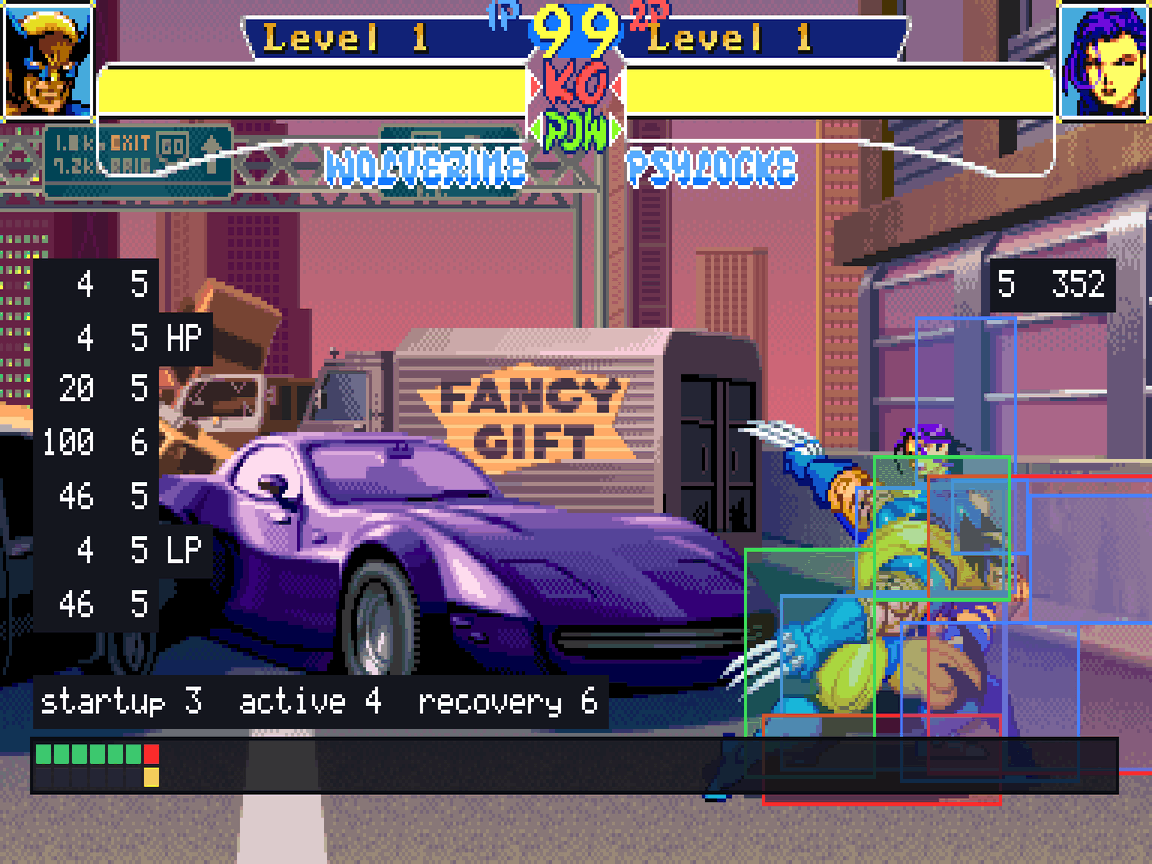 1P 99 2P
Level 1 Level 1
KO
POW
EXIT GO
WOLVERINE PSYLOCKE
4 5
5 352
4 5 HP
20 5
100 6
46 5
4 5 LP
46 5
FANCY
GIFT
startup 3 active 4 recovery 6